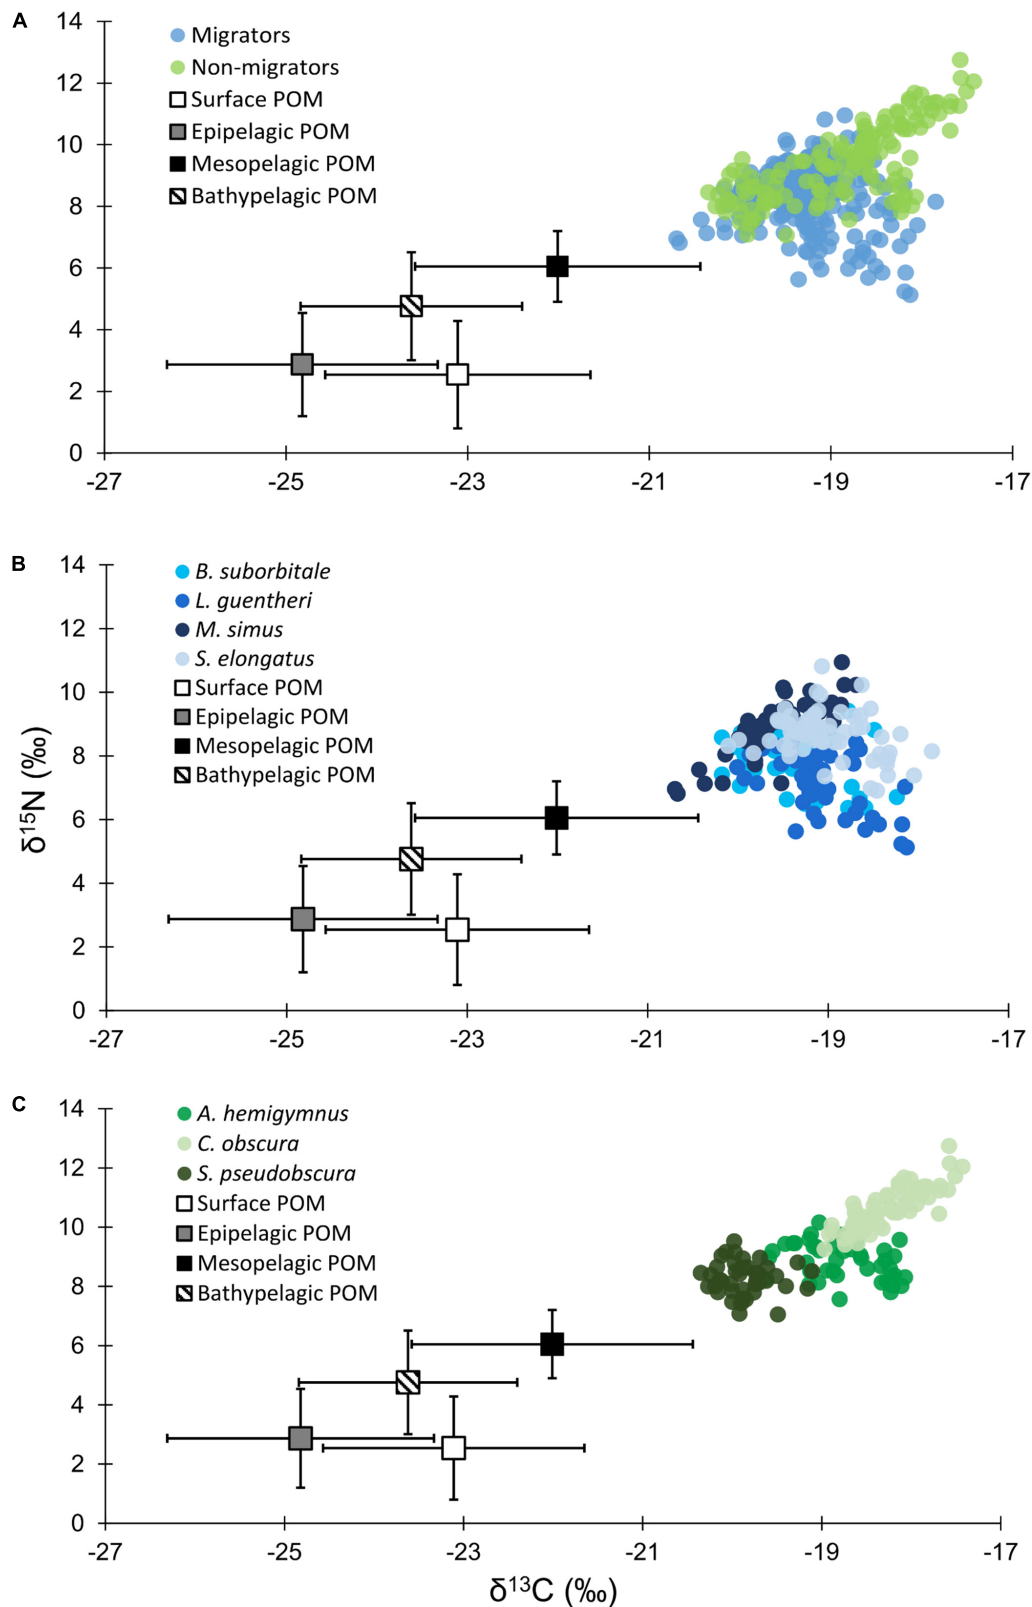 A
14
12
10
8
6
4
2
0
Migrators
Non-migrators
Surface POM
Epipelagic POM
Mesopelagic POM
Bathypelagic POM
-27 -25 -23 -21 -19 -17
B
14
12
10
8
6
4
2
0
δ15N (‰)
B. suborbitale
L. guentheri
M. simus
S. elongatus
Surface POM
Epipelagic POM
Mesopelagic POM
Bathypelagic POM
-27 -25 -23 -21 -19 -17
C
14
12
10
8
6
4
2
0
A. hemigymnus
C. obscura
S. pseudobscura
Surface POM
Epipelagic POM
Mesopelagic POM
Bathypelagic POM
-27 -25 -23 -21 -19 -17
δ13C (‰)